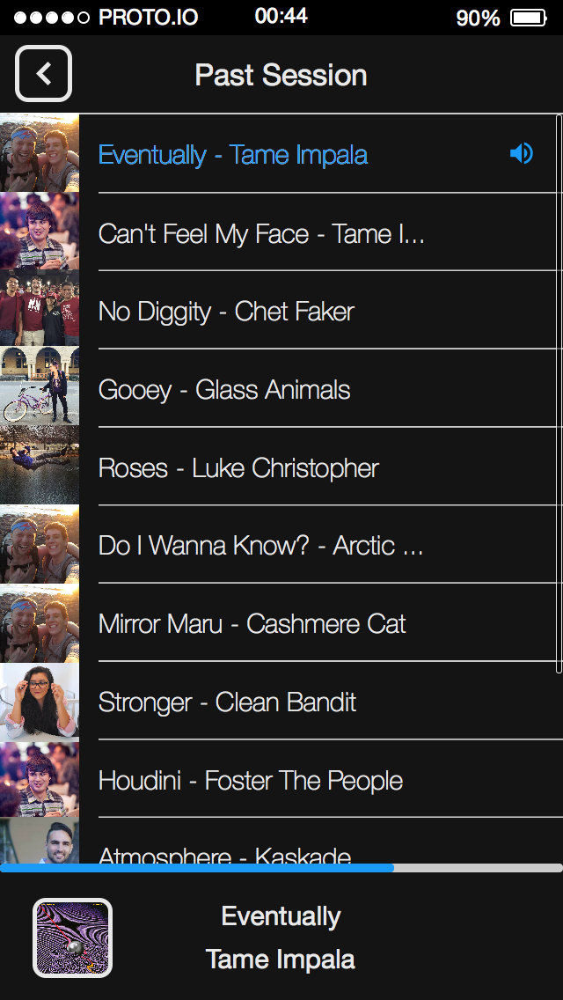 PROTO.IO 00:44 90%
Past Session
Eventually - Tame Impala
Can't Feel My Face - Tame I...
No Diggity - Chet Faker
Gooey - Glass Animals
Roses - Luke Christopher
Do I Wanna Know? - Arctic ...
Mirror Maru - Cashmere Cat
Stronger - Clean Bandit
Houdini - Foster The People
Atmosphere - Kaskade
Eventually
Tame Impala